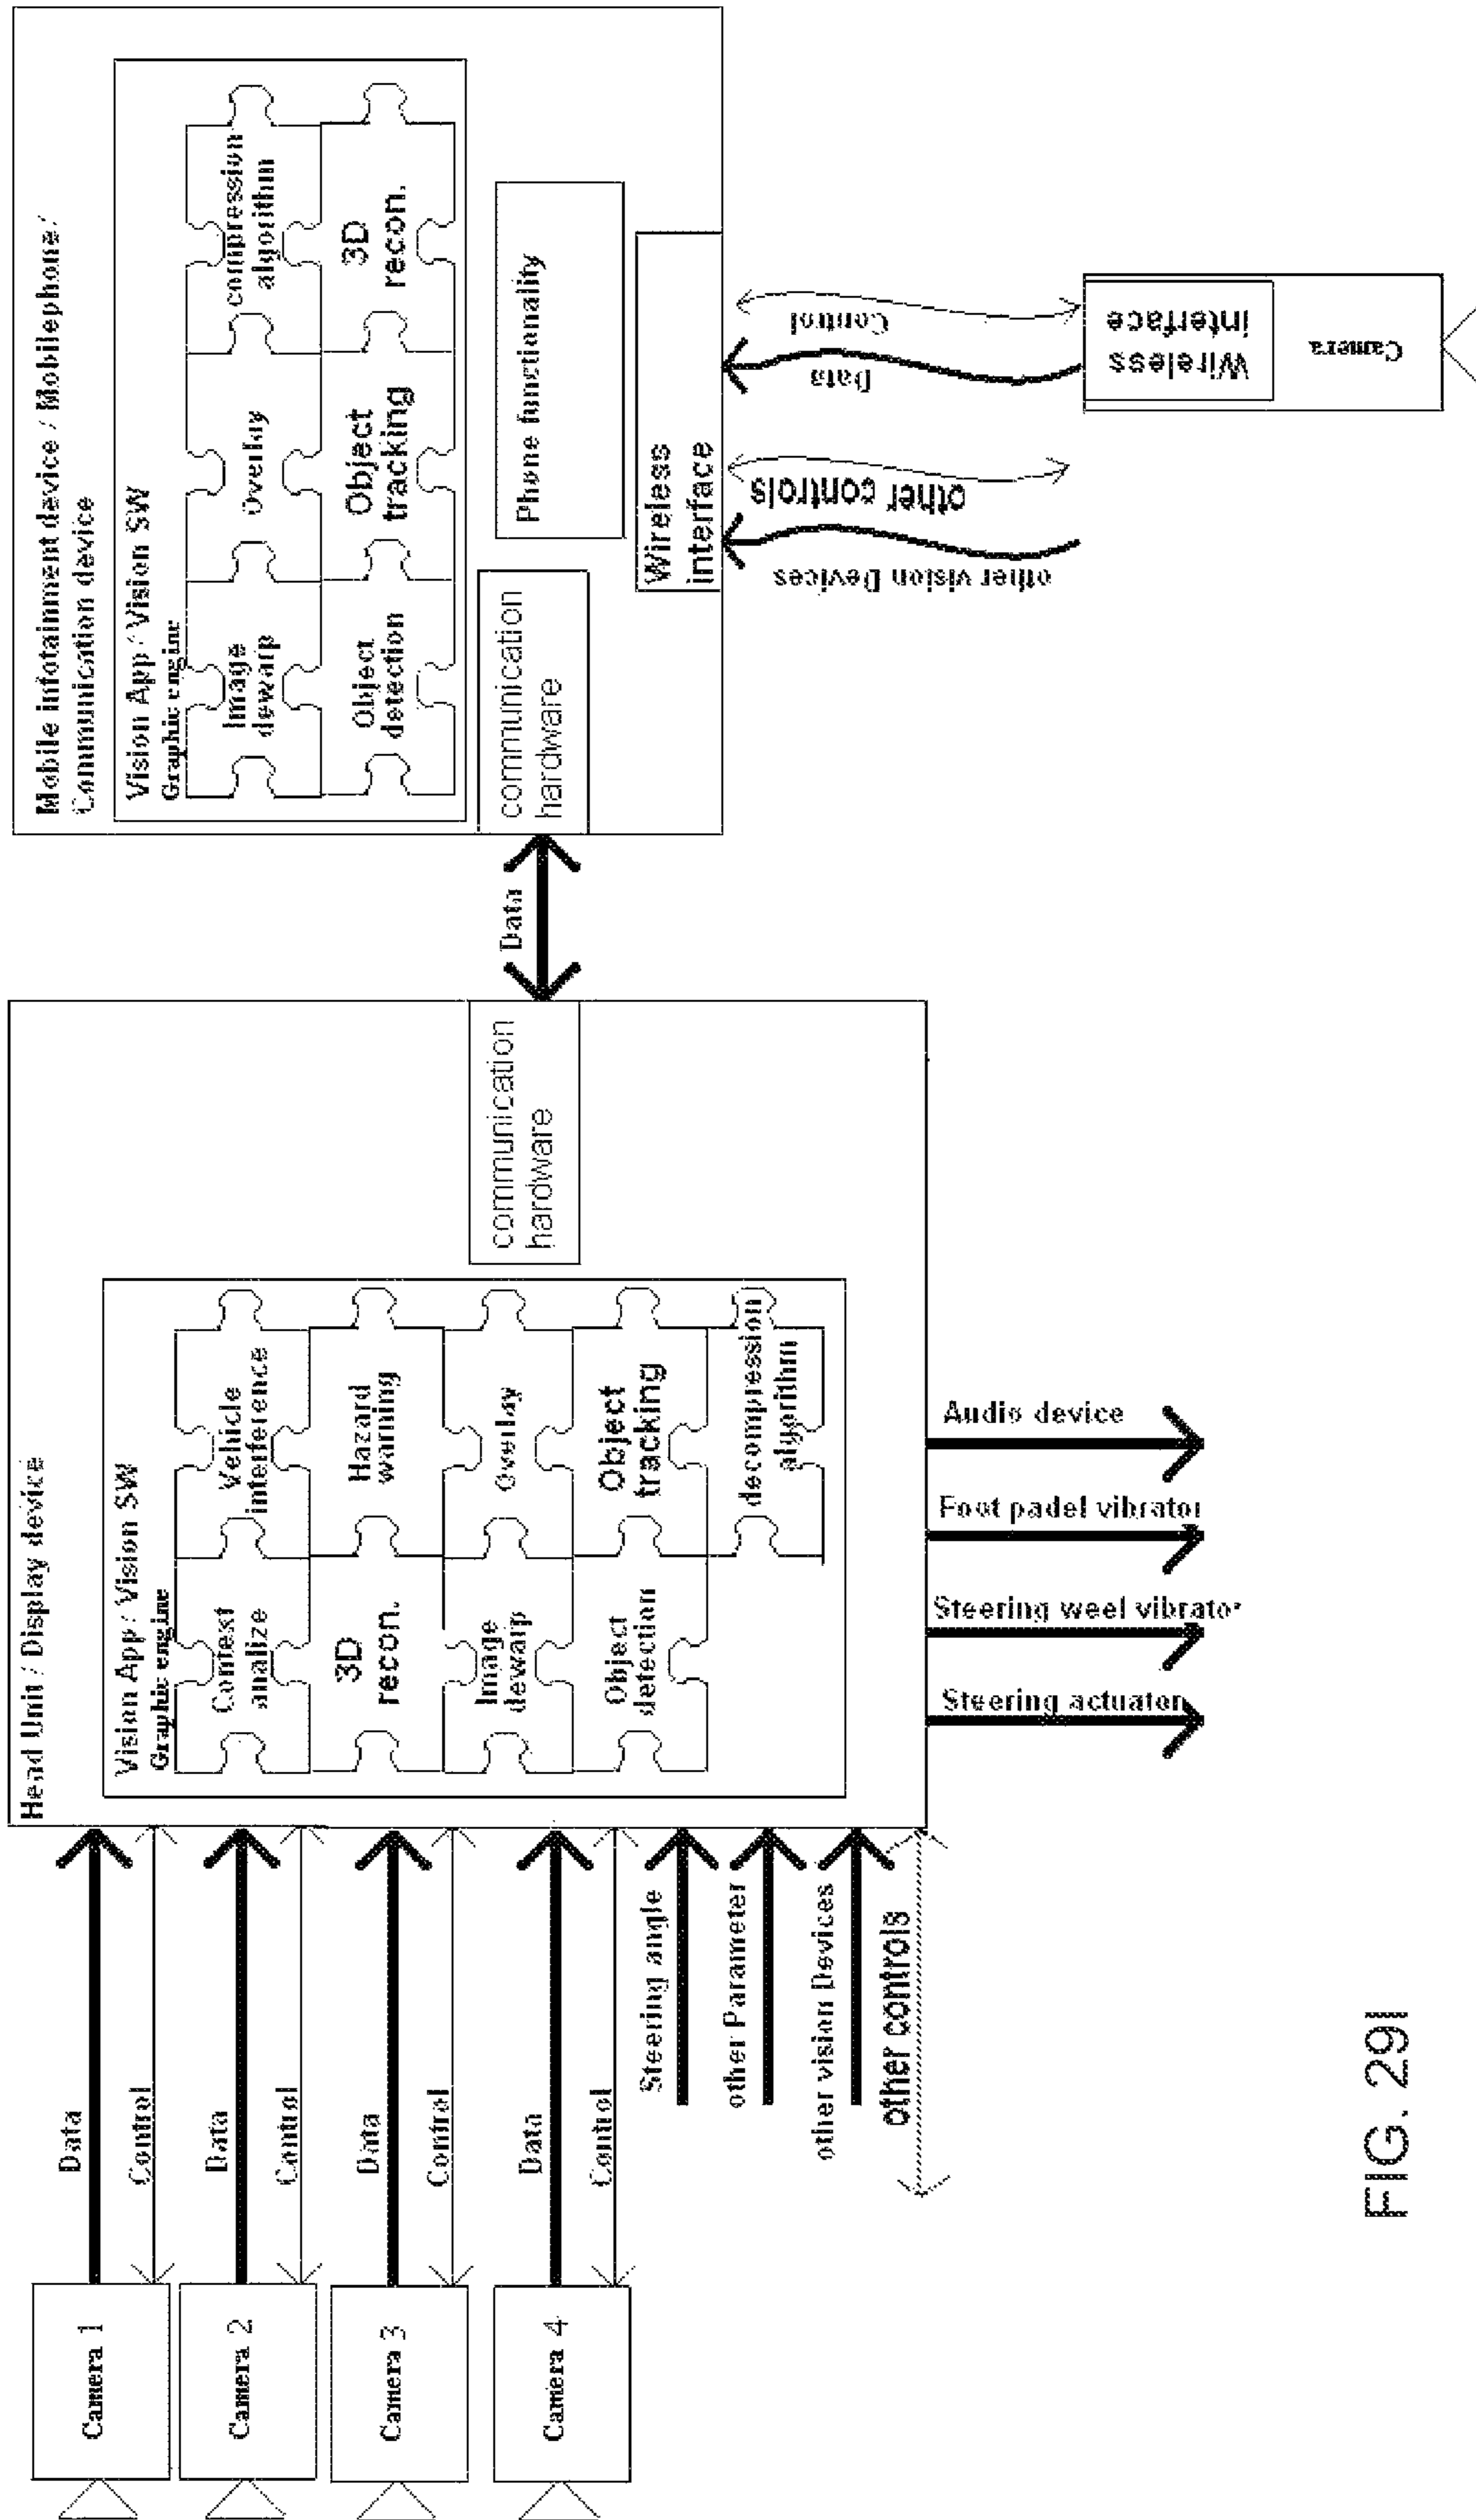 Camera 1
Data
Control
Camera 2
Data
Control
Camera 3
Data
Control
Camera 4
Data
Control
Steering angle
other Parameter
other vision Devices
other controls
Head Unit / Display device
Vision App / Vision SW
Graphic engine
Context
analize
Vehicle
interference
3D
recon.
Hazard
warning
Image
dewarp
Overlay
Object
detection
Object
tracking
decompression
algorithm
communication
hardware
Audio device
Foot padel vibrator
Steering weel vibrator
Steering actuator
Data
Mobile infotainment device / Mobilephone /
Communication device
Vision App / Vision SW
Graphic engine
Image
dewarp
Overlay
compression
algorithm
Object
detection
Object
tracking
3D
recon.
communication
hardware
Phone functionality
Wireless
interface
other vision Devices
other controls
Data
Control
Wireless
interface
Camera
FIG. 29I